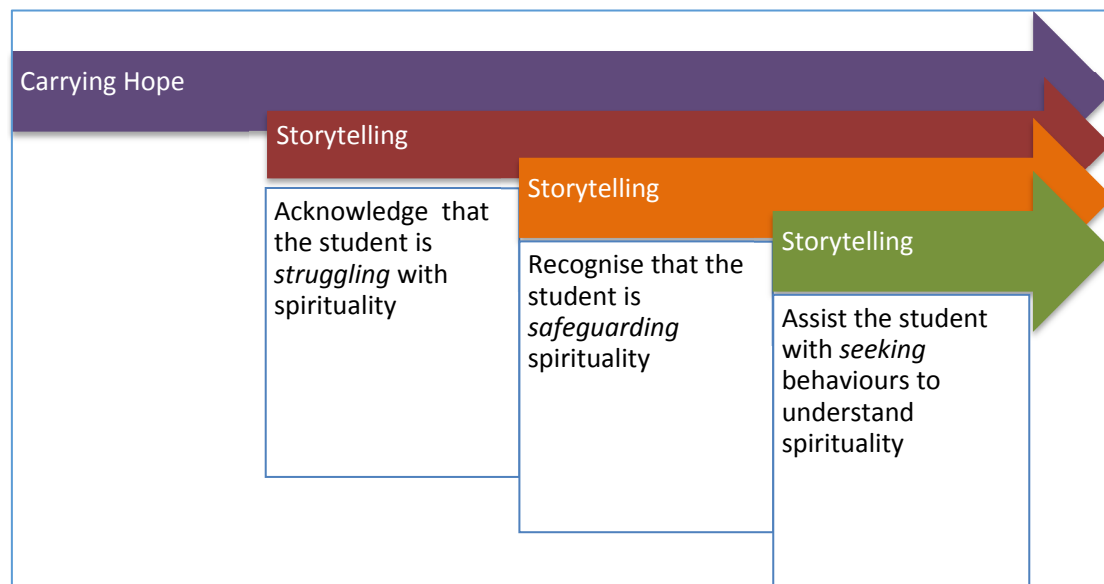 Carrying Hope
Storytelling
Acknowledge that
the student is
struggling with
spirituality
Storytelling
Recognise that the
student is
safeguarding
spirituality
Storytelling
Assist the student
with seeking
behaviours to
understand
spirituality